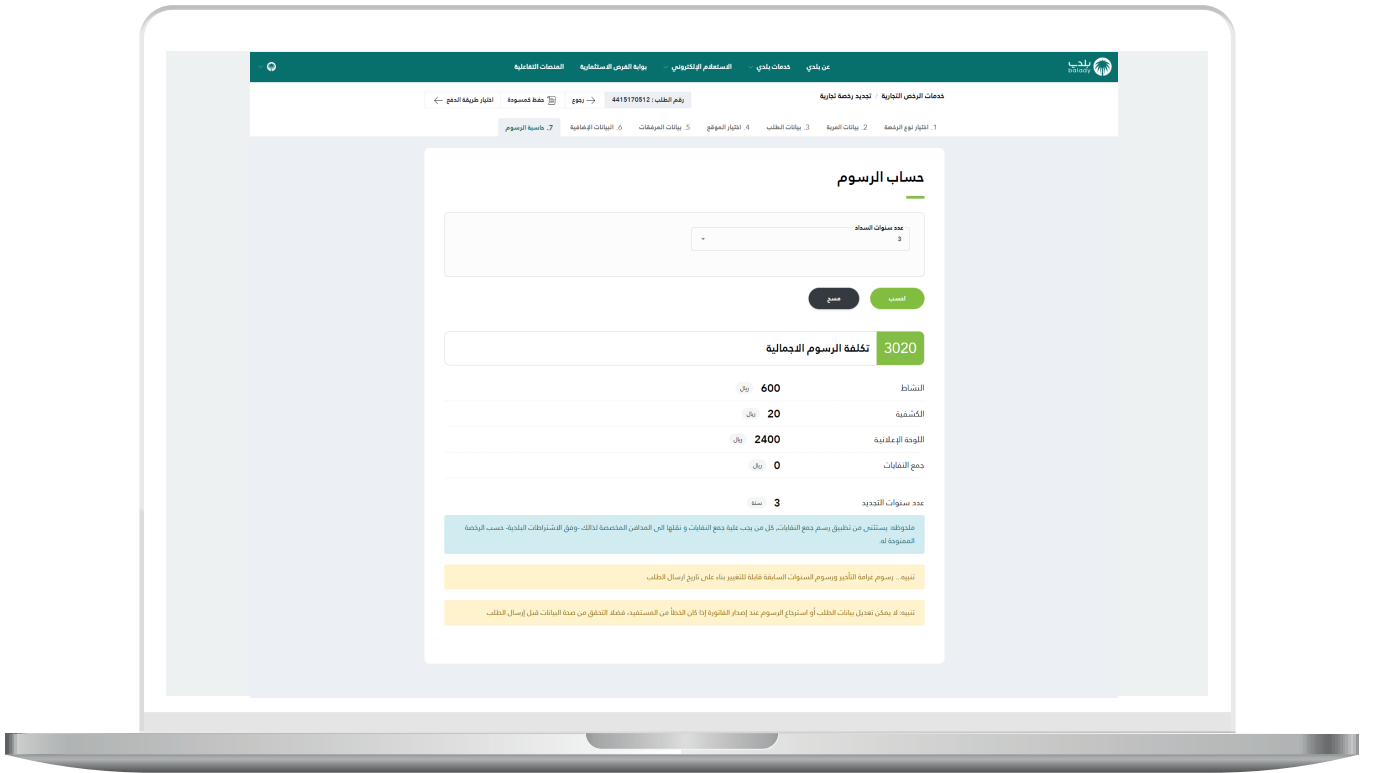 بلدي
balady
عن بلدي
خدمات بلدي
الاستعلام الإلكتروني
بوابة الفرص الاستثمارية
المنصات التفاعلية
خدمات الرخص التجارية / تجديد رخصة تجارية
رقم الطلب : 4415170512
رجوع
حفظ كمسودة
اختيار طريقة الدفع
1. اختيار نوع الرخصة
2. بيانات العربة
3. بيانات الطلب
4. اختيار الموقع
5. بيانات المرفقات
6. البيانات الإضافية
7. حاسبة الرسوم
حساب الرسوم
عدد سنوات السداد
3
احسب
مسح
3020 تكلفة الرسوم الاجمالية
النشاط 600 ريال
الكشفية 20 ريال
اللوحة الإعلانية 2400 ريال
جمع النفايات 0 ريال
عدد سنوات التجديد 3 سنة
ملحوظة: يستثنى من تطبيق رسم جمع النفايات، كل من يجب علية جمع النفايات و نقلها الى المدافن المخصصة لذالك -وفق الاشتراطات البلدية- حسب الرخصة
الممنوحة له.
تنبيه... رسوم غرامة التأخير ورسوم السنوات السابقة قابلة للتغيير بناء على تاريخ ارسال الطلب
تنبيه: لا يمكن تعديل بيانات الطلب أو استرجاع الرسوم عند إصدار الفاتورة إذا كان الخطأ من المستفيد، فضلا التحقق من صحة البيانات قبل إرسال الطلب